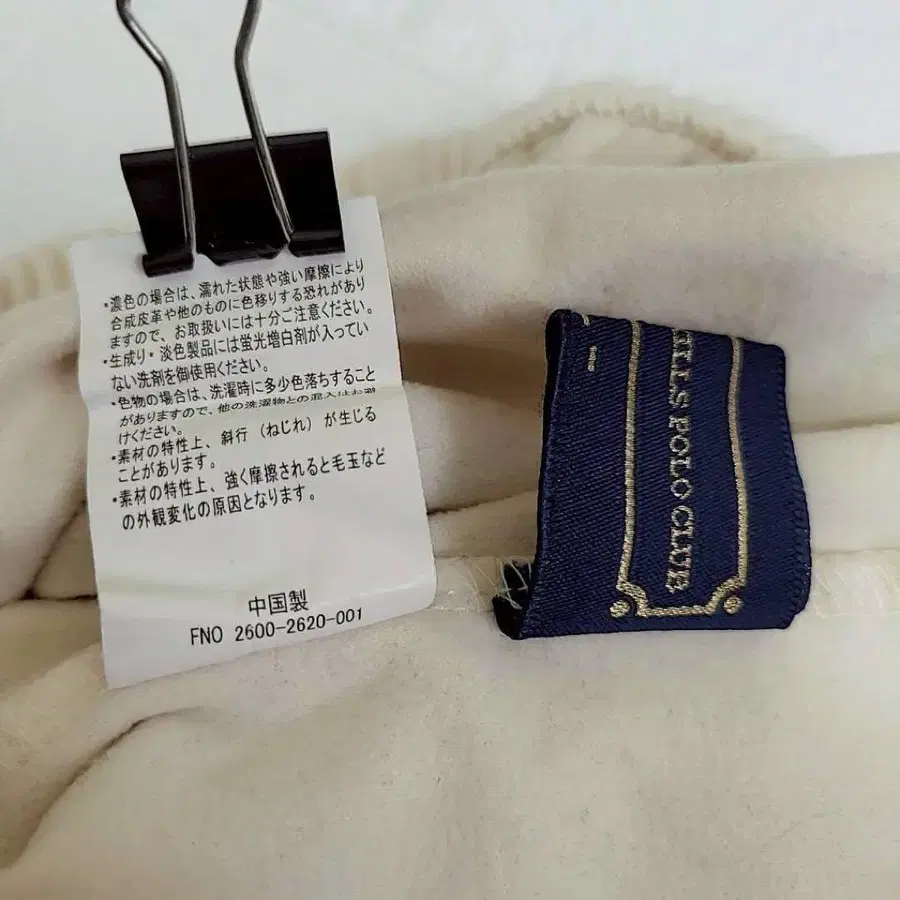 ・濃色の場合は、濡れた状態や強い摩擦により
合成皮革や他のものに色移りする恐れがあり
ますので、お取扱いには十分ご注意ください。
・生成り・淡色製品には蛍光増白剤が入ってい
ない洗剤を御使用ください。
・色物の場合は、洗濯時に多少色落ちすること
がありますので、他の洗濯物との混入はお避
けください。
・素材の特性上、斜行（ねじれ）が生じる
ことがあります。
・素材の特性上、強く摩擦されると毛玉など
の外観変化の原因となります。
中国製
FNO 2600-2620-001
POLO CLUB